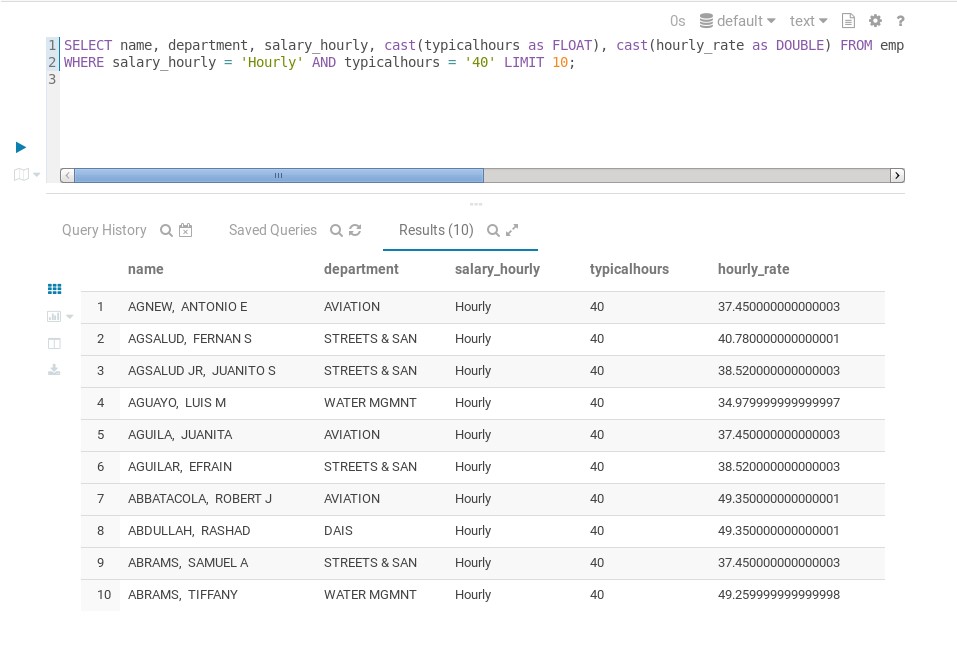 0s default text ?
1 SELECT name, department, salary_hourly, cast(typicalhours as FLOAT), cast(hourly_rate as DOUBLE) FROM emp
2 WHERE salary_hourly = 'Hourly' AND typicalhours = '40' LIMIT 10;
3
Query History Saved Queries Results (10)
name department salary_hourly typicalhours hourly_rate
1 AGNEW, ANTONIO E AVIATION Hourly 40 37.450000000000003
2 AGSALUD, FERNAN S STREETS & SAN Hourly 40 40.780000000000001
3 AGSALUD JR, JUANITO S STREETS & SAN Hourly 40 38.520000000000003
4 AGUAYO, LUIS M WATER MGMNT Hourly 40 34.979999999999997
5 AGUILA, JUANITA AVIATION Hourly 40 37.450000000000003
6 AGUILAR, EFRAIN STREETS & SAN Hourly 40 38.520000000000003
7 ABBATACOLA, ROBERT J AVIATION Hourly 40 49.350000000000001
8 ABDULLAH, RASHAD DAIS Hourly 40 49.350000000000001
9 ABRAMS, SAMUEL A STREETS & SAN Hourly 40 37.450000000000003
10 ABRAMS, TIFFANY WATER MGMNT Hourly 40 49.259999999999998